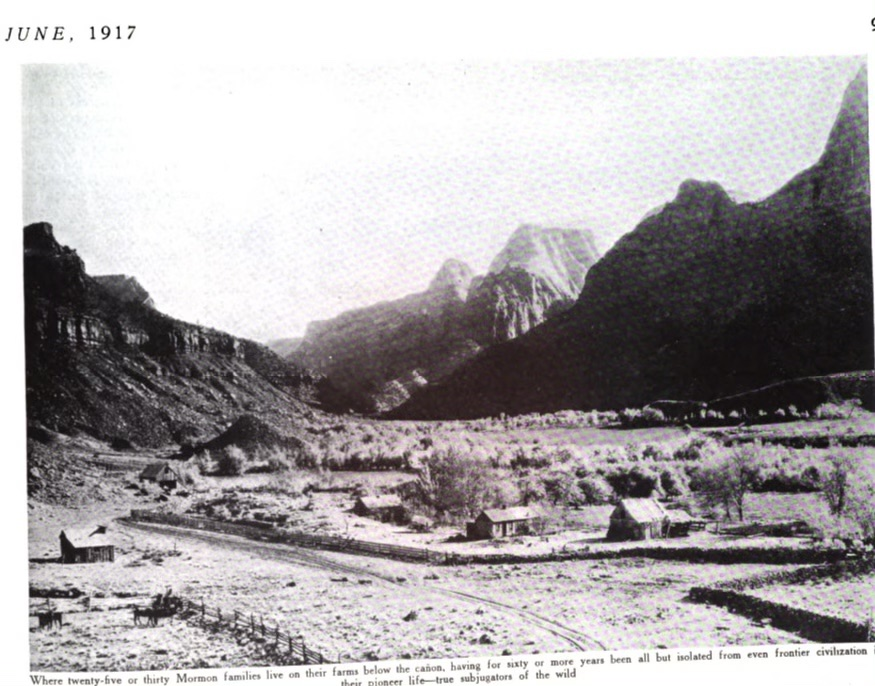 JUNE, 1917
Where twenty-five or thirty Mormon families live on their farms below the cañon, having for sixty or more years been all but isolated from even frontier civilization
their pioneer life—true subjugators of the wild